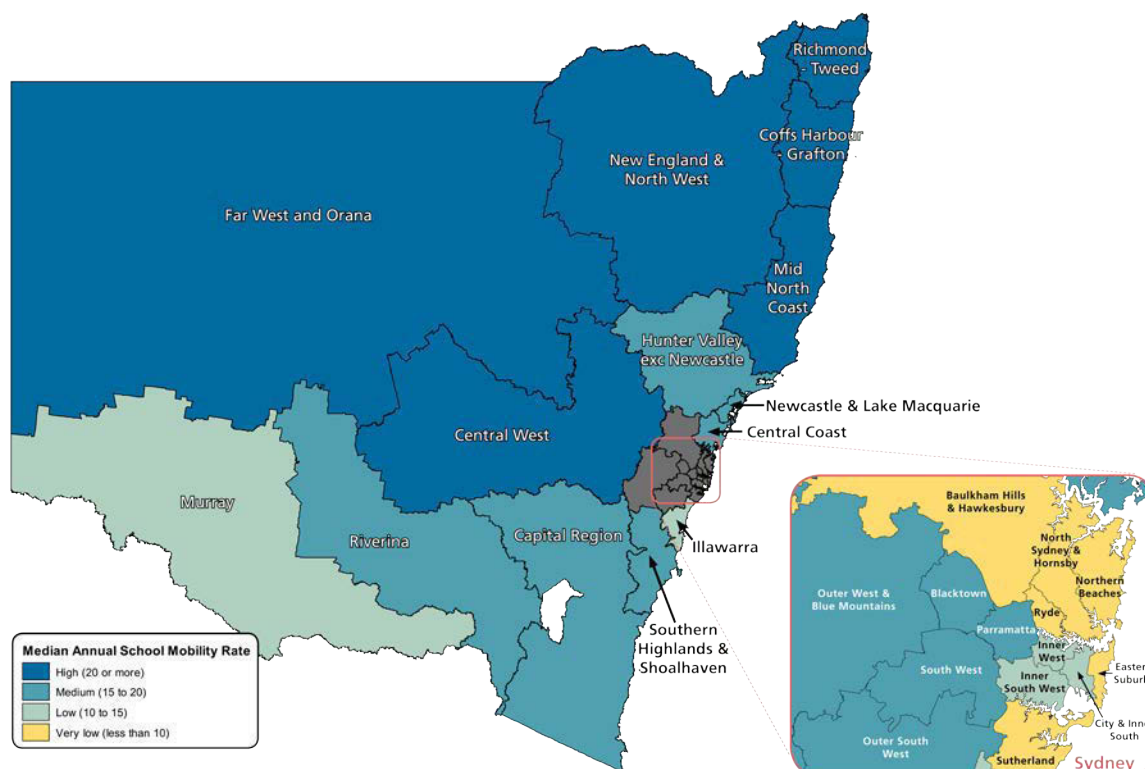 Richmond
- Tweed
Coffs Harbour
- Grafton
New England &
North West
Far West and Orana
Mid
North
Coast
Hunter Valley
exc Newcastle
Newcastle & Lake Macquarie
Central Coast
Central West
Murray
Riverina
Capital Region
Illawarra
Southern
Highlands &
Shoalhaven
Median Annual School Mobility Rate
High (20 or more)
Medium (15 to 20)
Low (10 to 15)
Very low (less than 10)
Baulkham Hills
& Hawkesbury
North
Sydney &
Hornsby
Northern
Beaches
Outer West &
Blue Mountains
Blacktown
Ryde
Parramatta
Inner
West
South West
Inner
South West
Easter
Suburb
City & Inne
South
Outer South
West
Sutherland
Sydney